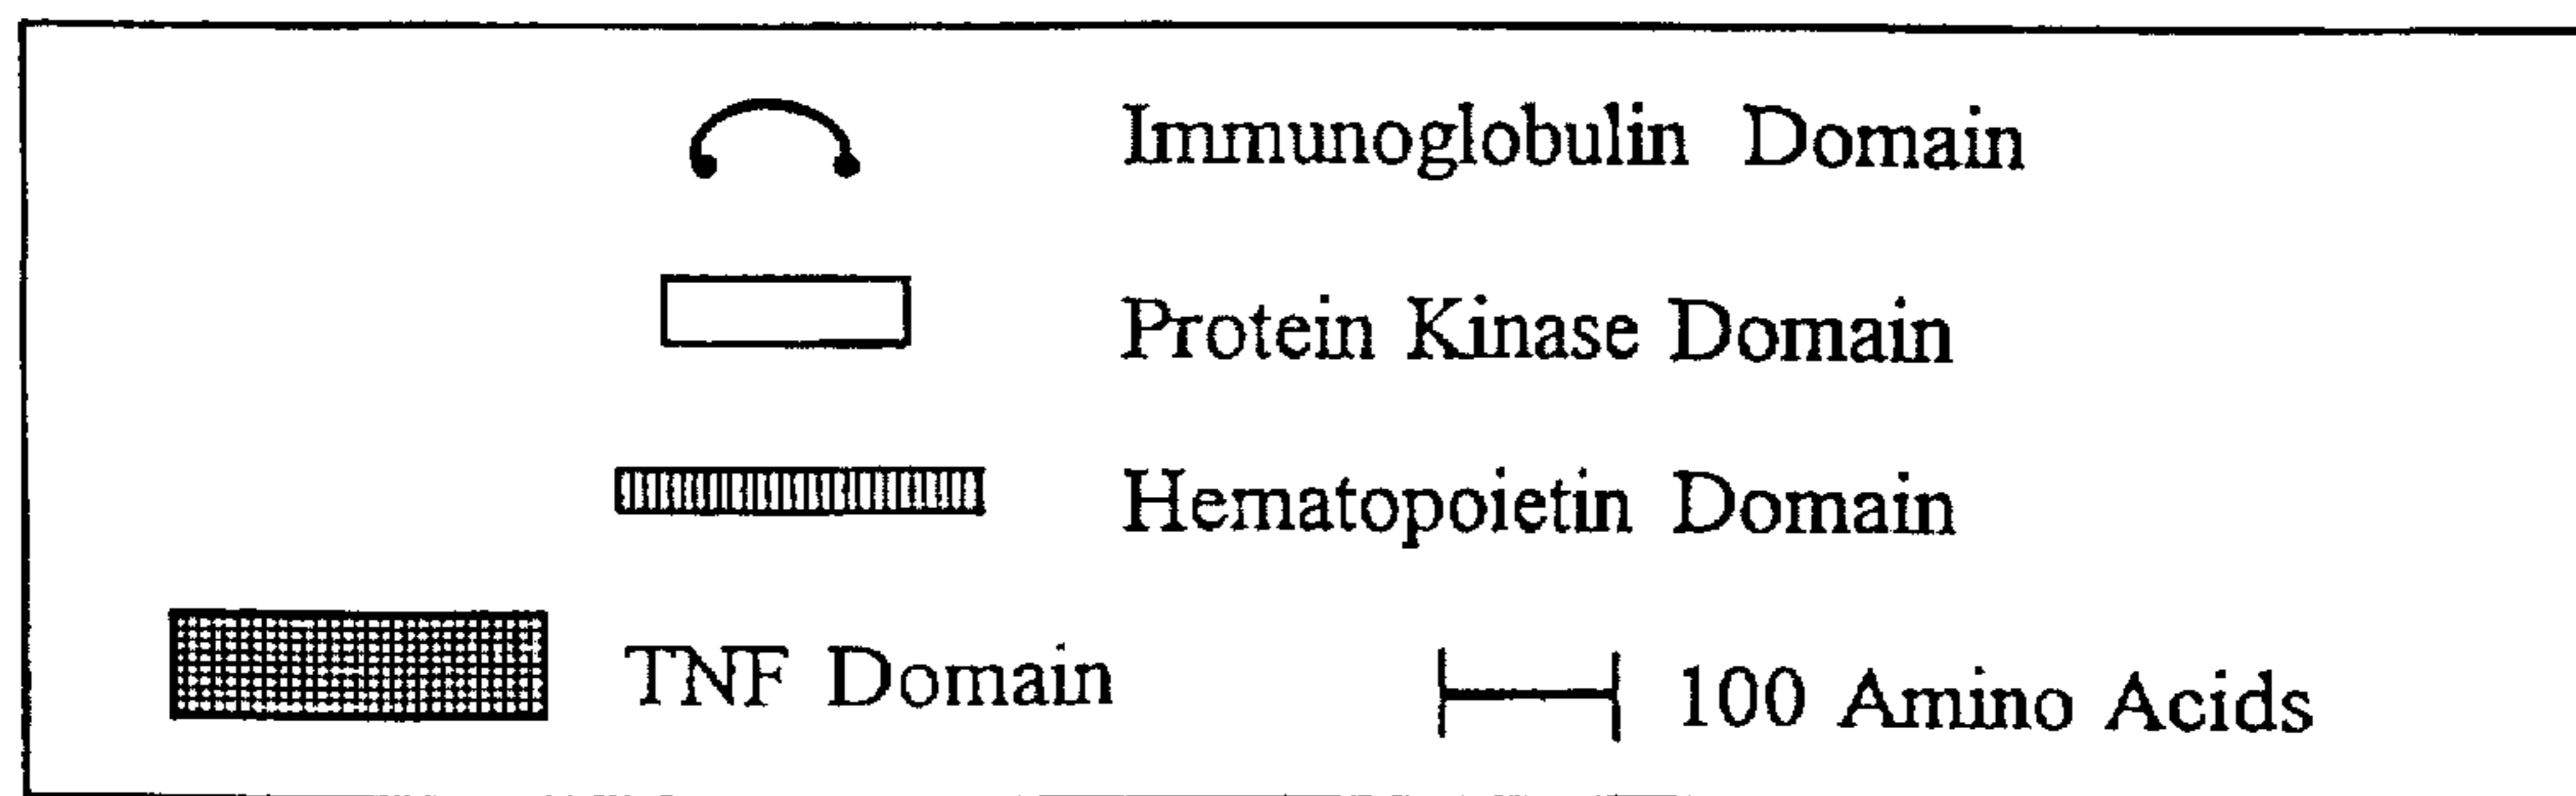 Immunoglobulin Domain
Protein Kinase Domain
Hematopoietin Domain
TNF Domain
100 Amino Acids